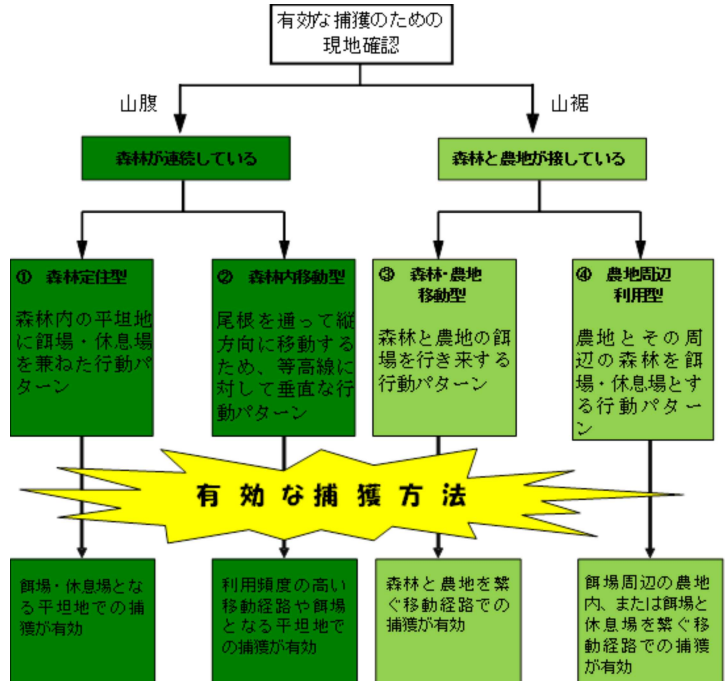 有効な捕獲のための
現地確認
山腹
山裾
森林が連続している
森林と農地が接している
① 森林定住型
森林内の平坦地
に餌場・休息場
を兼ねた行動パ
ターン
② 森林内移動型
尾根を通って縦
方向に移動する
ため、等高線に
対して垂直な行
動パターン
③ 森林・農地
移動型
森林と農地の餌
場を行き来する
行動パターン
④ 農地周辺
利用型
農地とその周
辺の森林を餌
場・休息場とす
る行動パター
ン
有効な捕獲方法
餌場・休息場とな
る平坦地での捕
獲が有効
利用頻度の高い
移動経路や餌場
となる平坦地で
の捕獲が有効
森林と農地を繋
ぐ移動経路での
捕獲が有効
餌場周辺の農地
内、または餌場と
休息場を繋ぐ移
動経路での捕獲
が有効